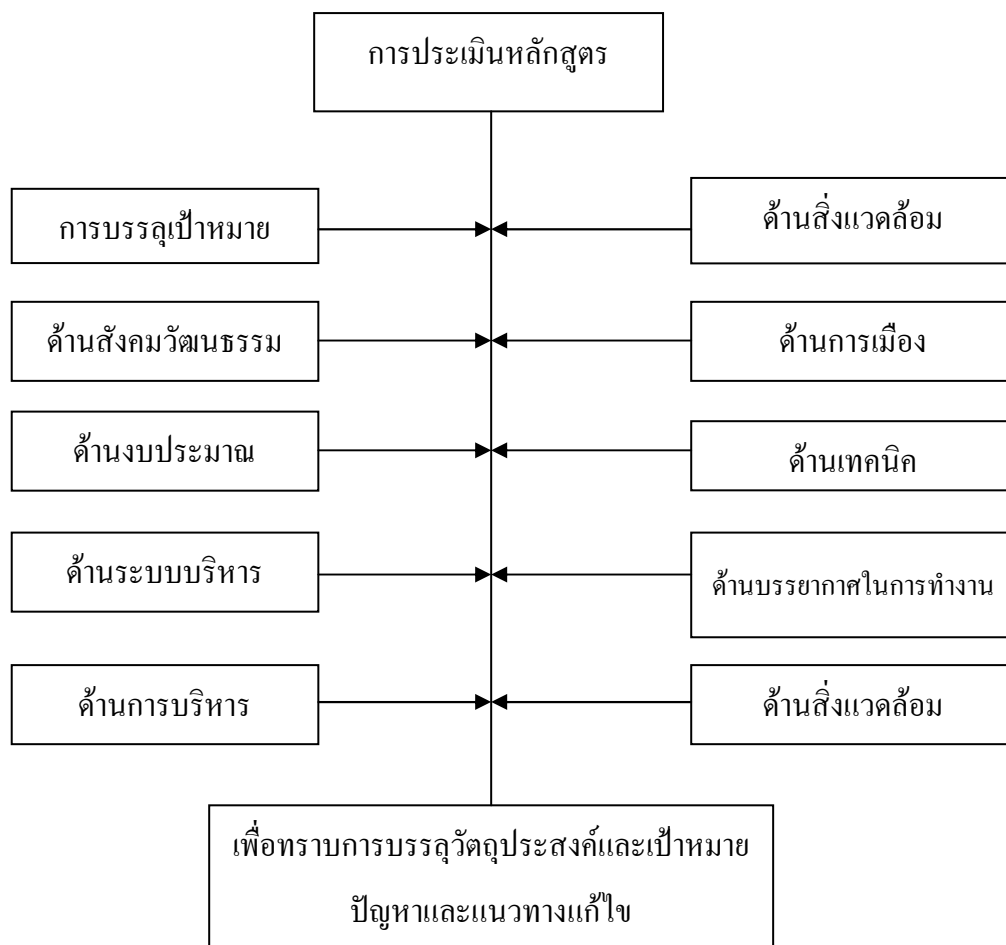 การประเมินหลักสูตร
การบรรลุเป้าหมาย
ด้านสิ่งแวดล้อม
ด้านสังคมวัฒนธรรม
ด้านการเมือง
ด้านงบประมาณ
ด้านเทคนิค
ด้านระบบบริหาร
ด้านบรรยากาศในการทำงาน
ด้านการบริหาร
ด้านสิ่งแวดล้อม
เพื่อทราบการบรรลุวัตถุประสงค์และเป้าหมาย
ปัญหาและแนวทางแก้ไข